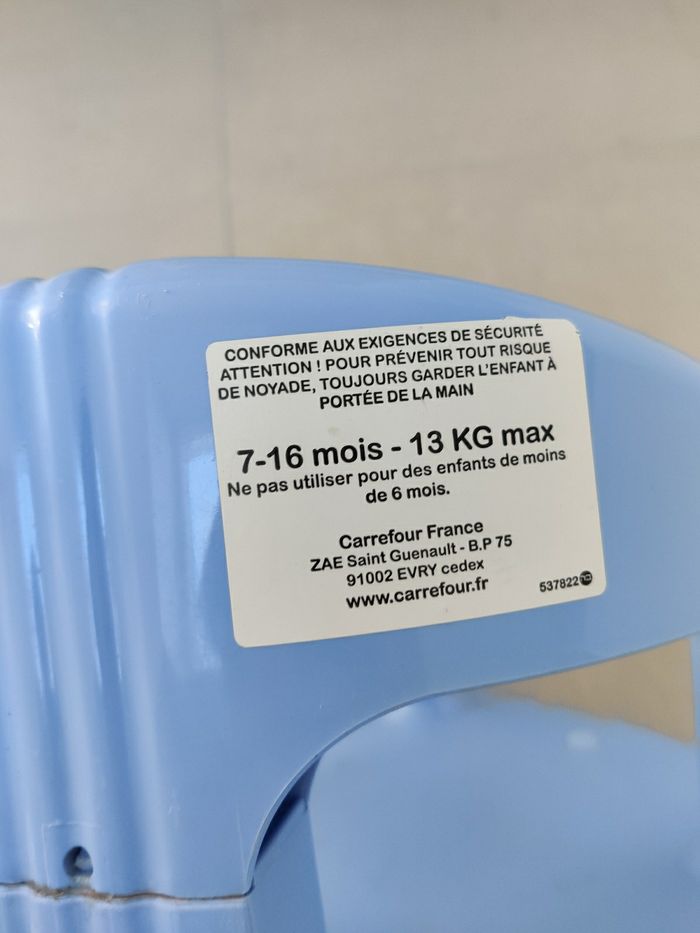 CONFORME AUX EXIGENCES DE SÉCURITÉ
ATTENTION ! POUR PRÉVENIR TOUT RISQUE
DE NOYADE, TOUJOURS GARDER L'ENFANT À
PORTÉE DE LA MAIN
7-16 mois - 13 KG max
Ne pas utiliser pour des enfants de moins
de 6 mois.
Carrefour France
ZAE Saint Guenault - B.P 75
91002 EVRY cedex
www.carrefour.fr
537822